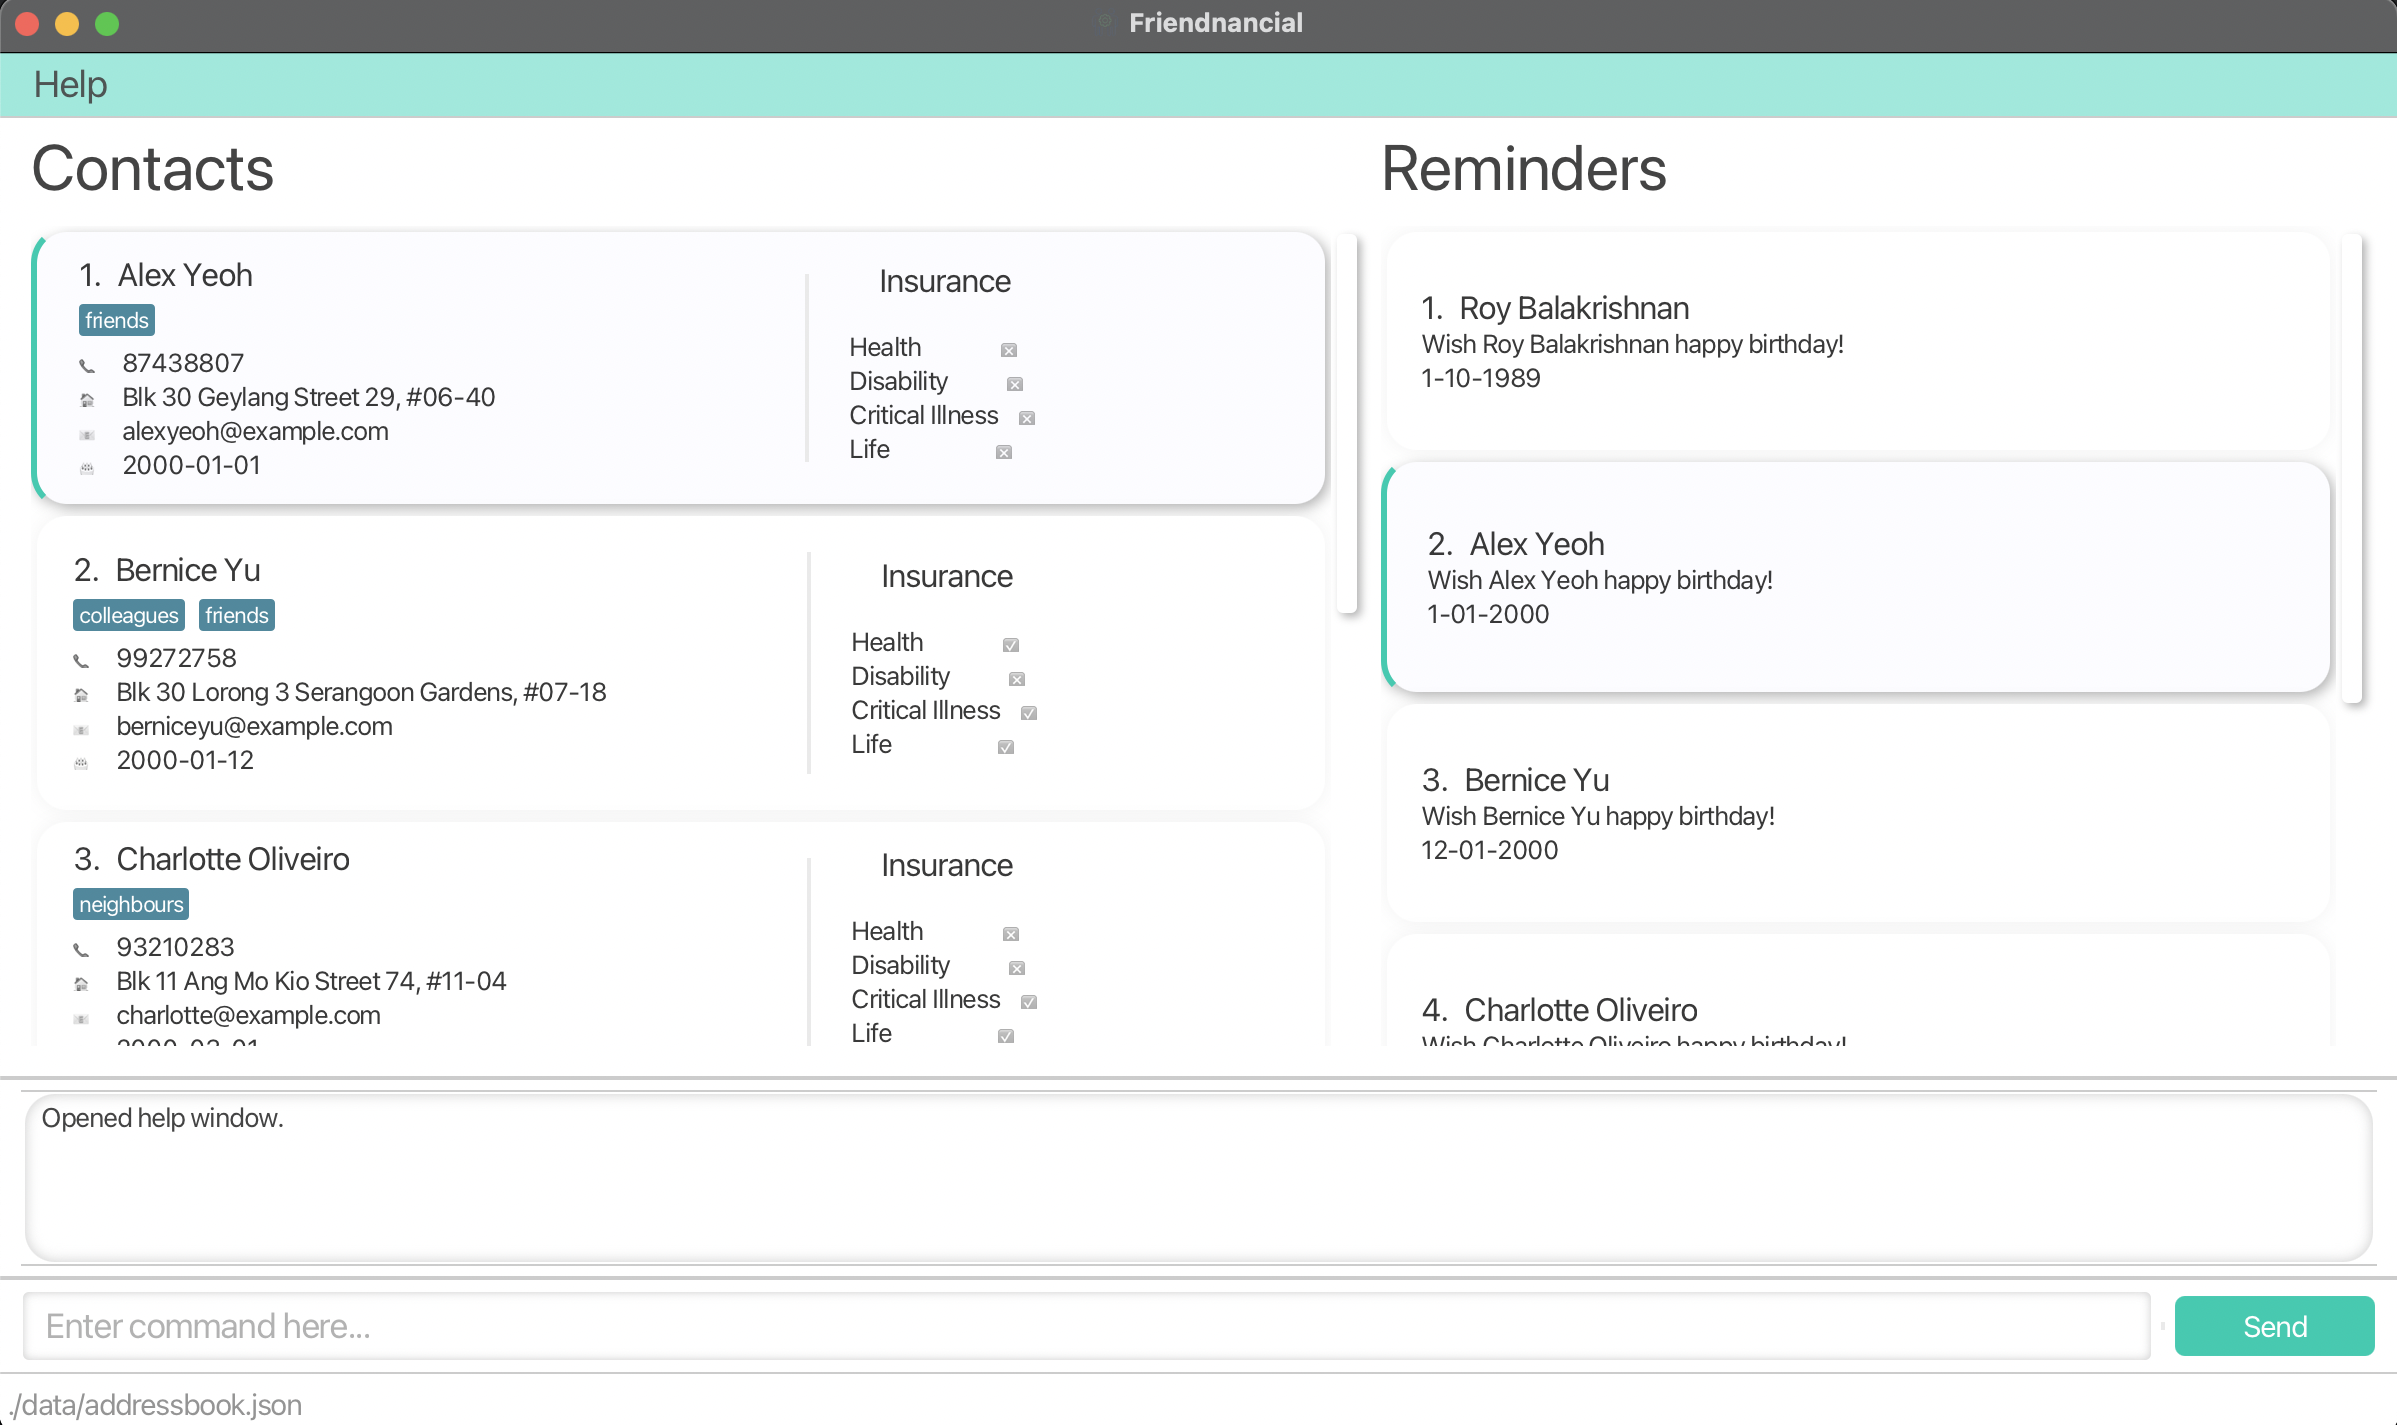 Friendnancial
Help
Contacts
1. Alex Yeoh
friends
87438807
Blk 30 Geylang Street 29, #06-40
alexyeoh@example.com
2000-01-01
Insurance
Health
Disability
Critical Illness
Life
2. Bernice Yu
colleagues friends
99272758
Blk 30 Lorong 3 Serangoon Gardens, #07-18
berniceyu@example.com
2000-01-12
Insurance
Health
Disability
Critical Illness
Life
3. Charlotte Oliveiro
neighbours
93210283
Blk 11 Ang Mo Kio Street 74, #11-04
charlotte@example.com
Insurance
Health
Disability
Critical Illness
Life
Reminders
1. Roy Balakrishnan
Wish Roy Balakrishnan happy birthday!
1-10-1989
2. Alex Yeoh
Wish Alex Yeoh happy birthday!
1-01-2000
3. Bernice Yu
Wish Bernice Yu happy birthday!
12-01-2000
4. Charlotte Oliveiro
Wish Charlotte Oliveiro happy birthday!
Opened help window.
Enter command here...
Send
./data/addressbook.json